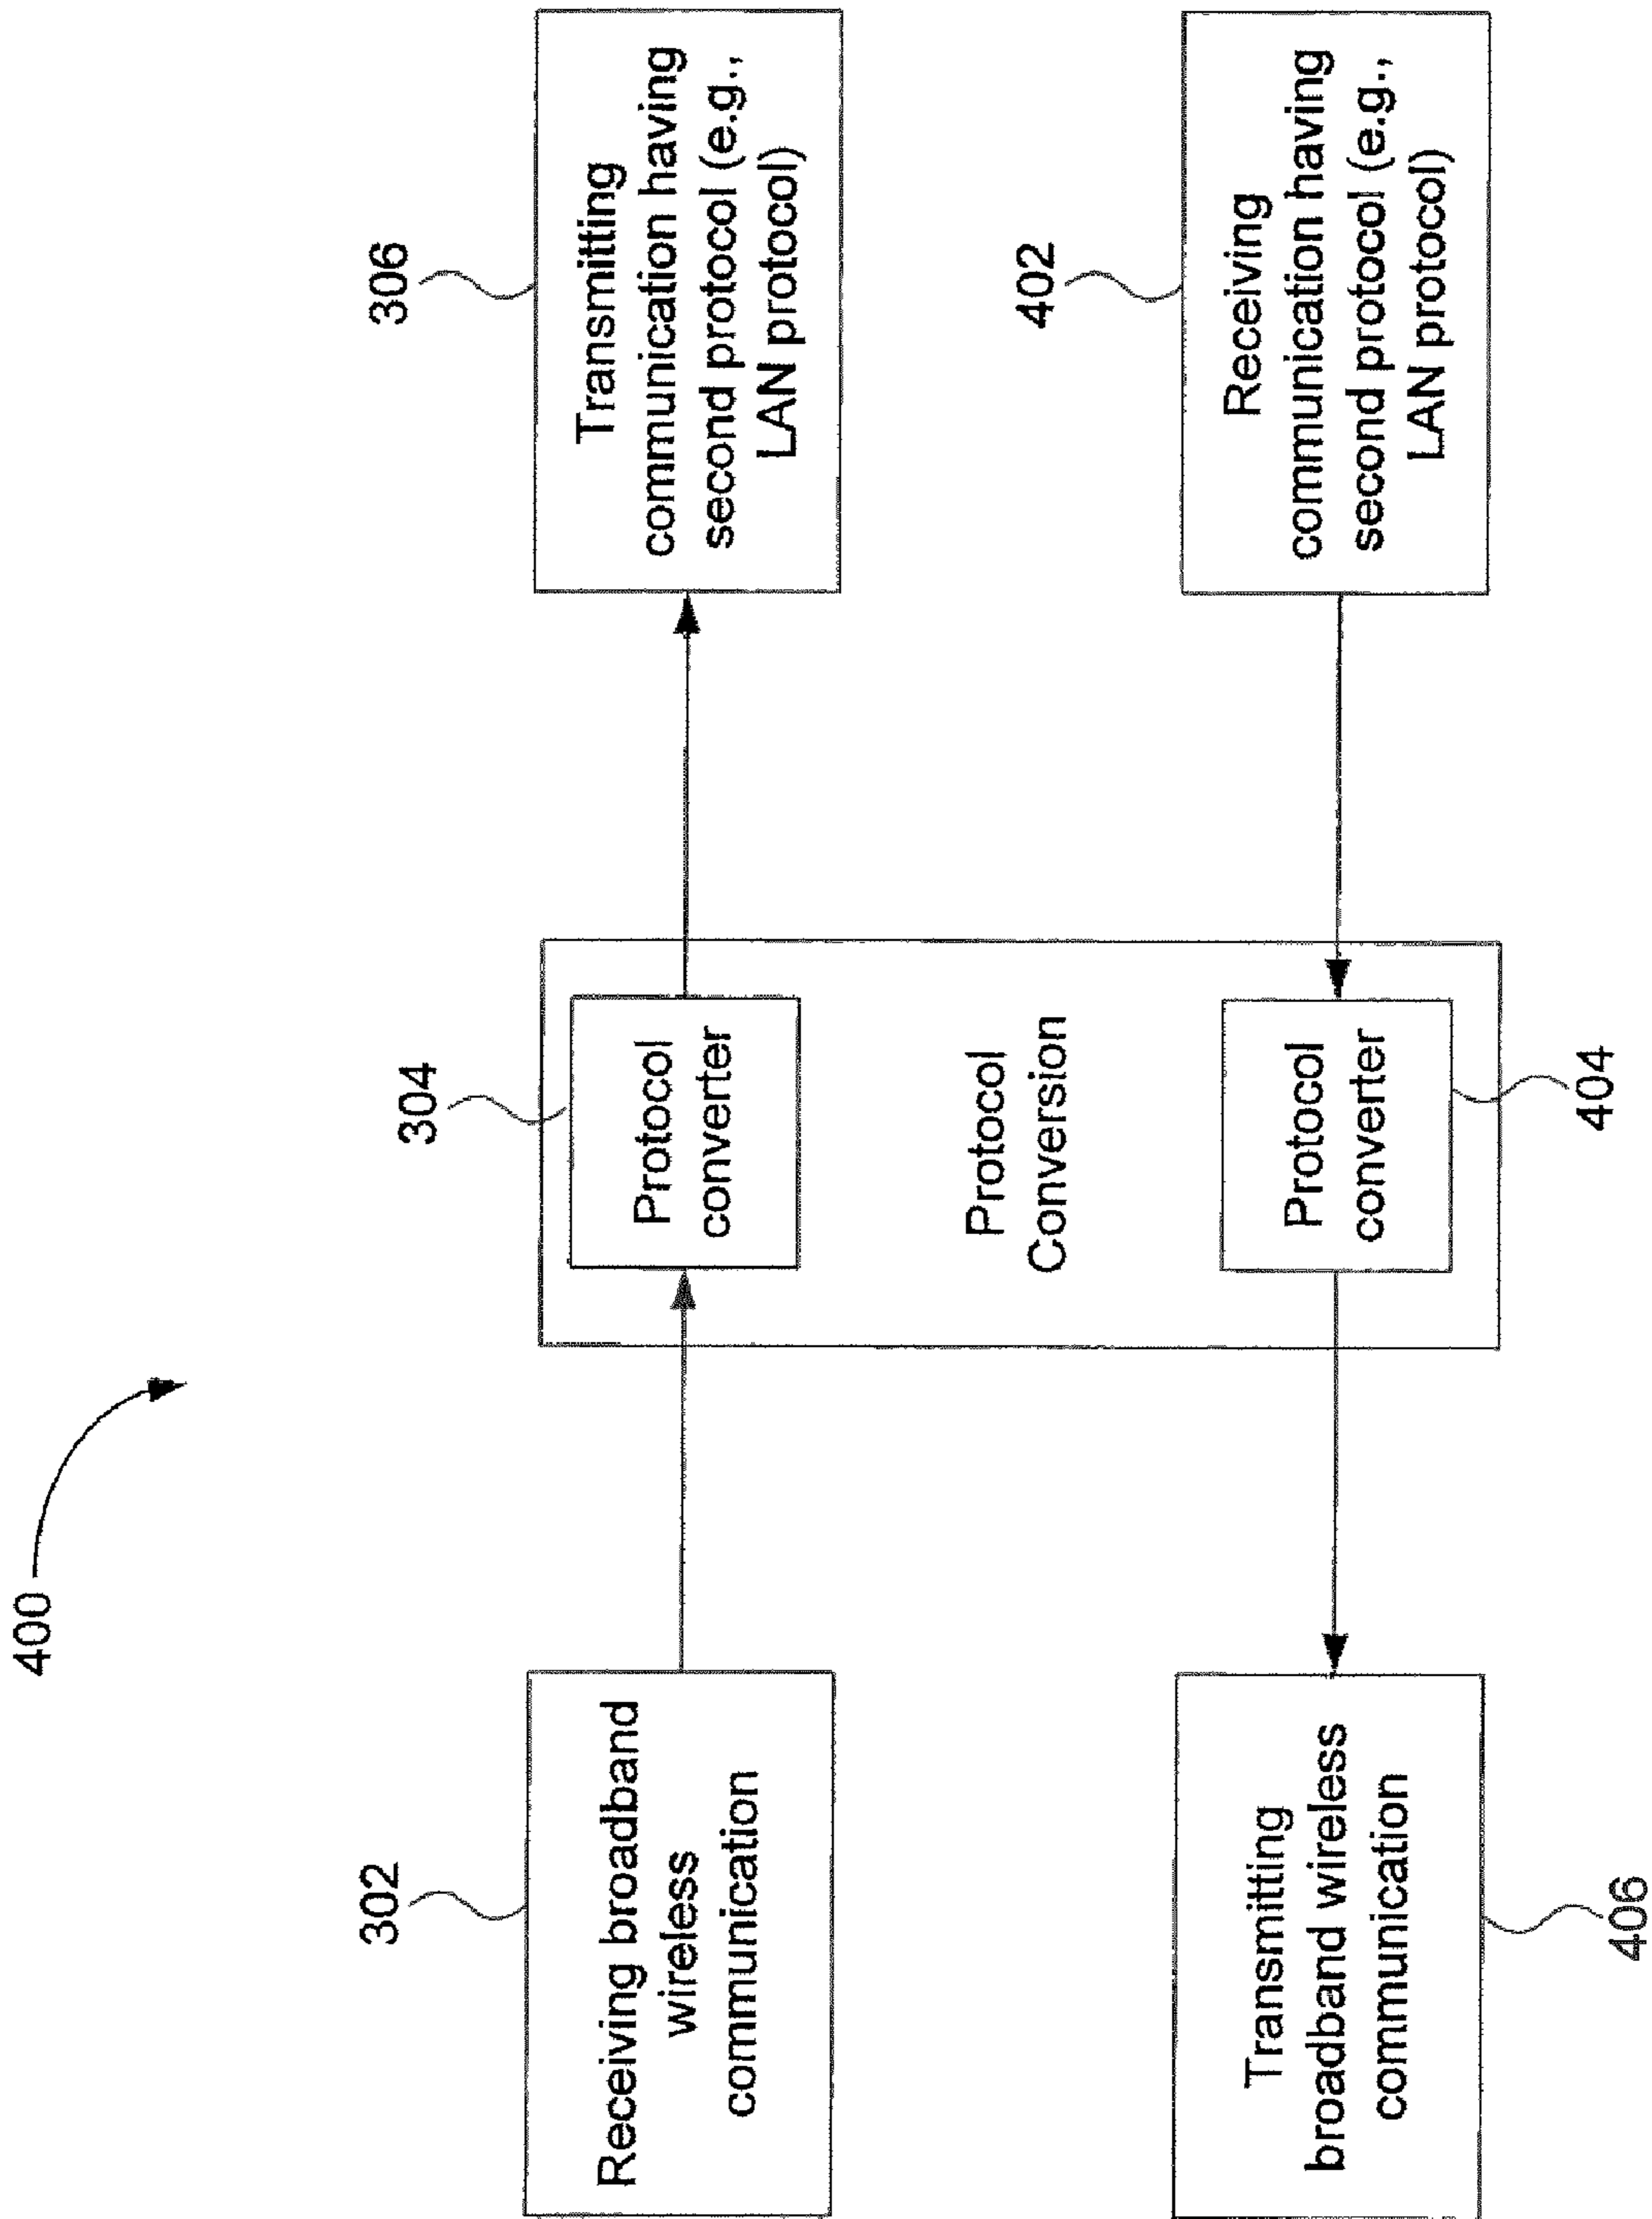 400
302
Receiving broadband
wireless
communication
304
Protocol
converter
306
Transmitting
communication having
second protocol (e.g.,
LAN protocol)
Protocol
Conversion
402
Receiving
communication having
second protocol (e.g.,
LAN protocol)
Protocol
converter
404
Transmitting
broadband wireless
communication
406